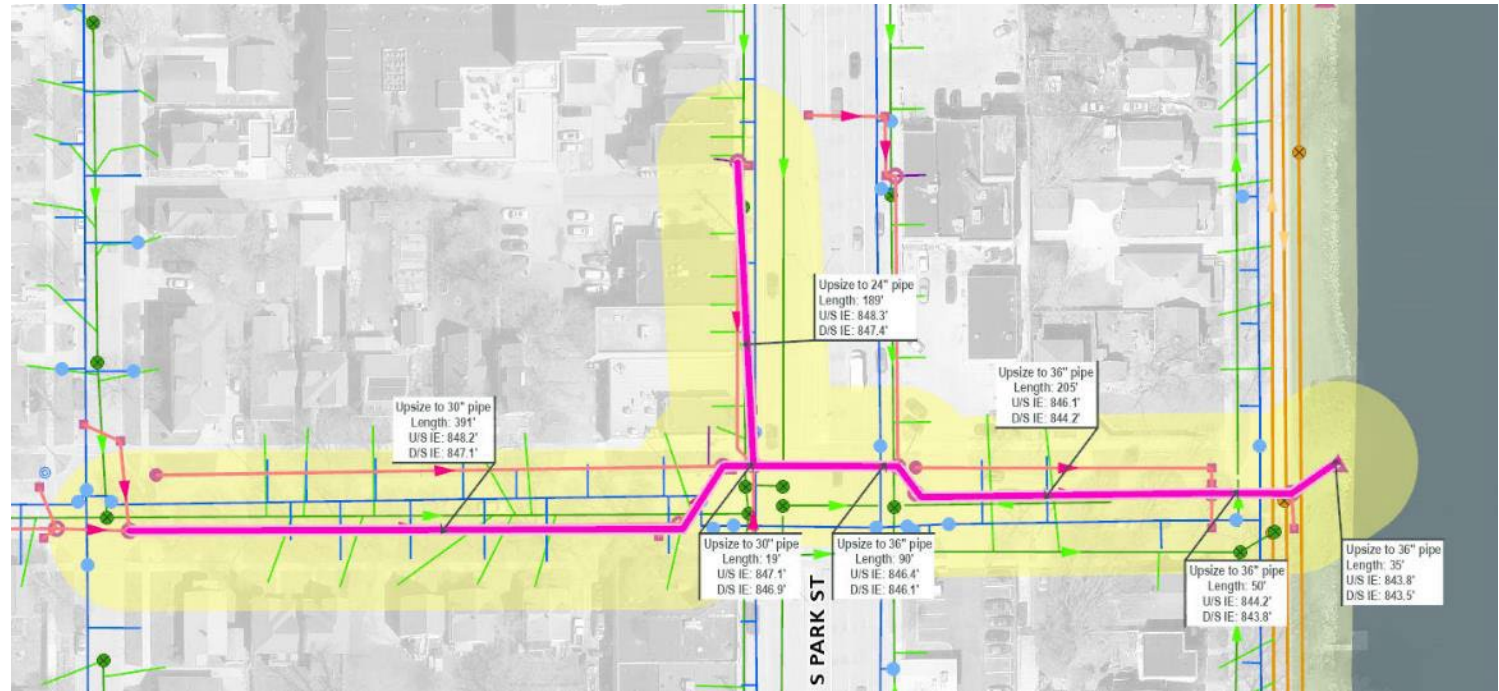 Upsize to 24" pipe
Length: 189'
U/S IE: 848.3'
D/S IE: 847.4'
Upsize to 36" pipe
Length: 205'
U/S IE: 846.1'
D/S IE: 844.2'
Upsize to 30" pipe
Length: 391'
U/S IE: 848.2'
D/S IE: 847.1'
Upsize to 30" pipe
Length: 19'
U/S IE: 847.1'
D/S IE: 846.9'
Upsize to 36" pipe
Length: 90'
U/S IE: 846.4'
D/S IE: 846.1'
Upsize to 36" pipe
Length: 50'
U/S IE: 844.2'
D/S IE: 843.8'
Upsize to 36" pipe
Length: 35'
U/S IE: 843.8'
D/S IE: 843.5'
S PARK ST